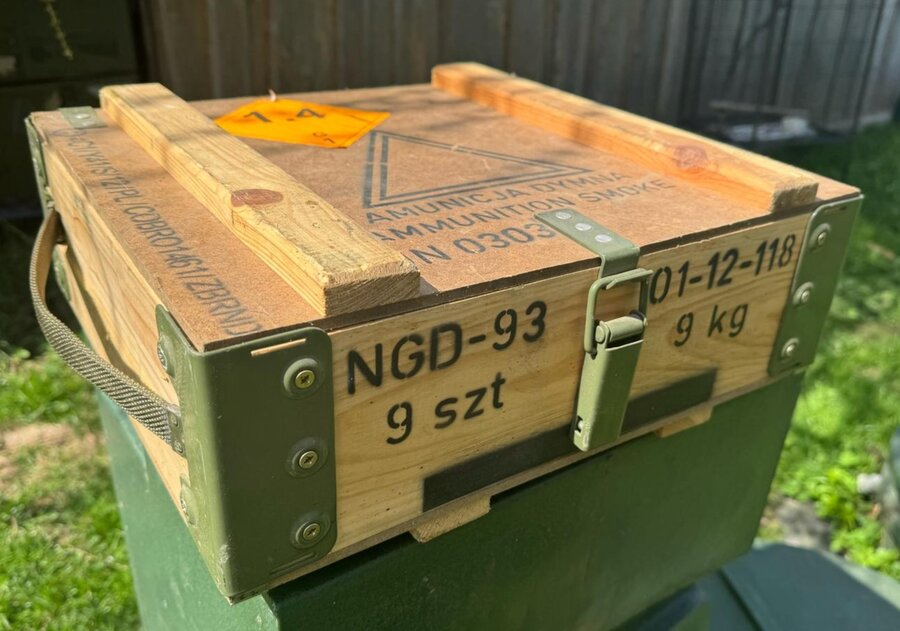 1.4
G
AMUNICJA DYMNA
AMMUNITION SMOKE
N 0303
NGD-93
9 szt
01-12-118
9 kg